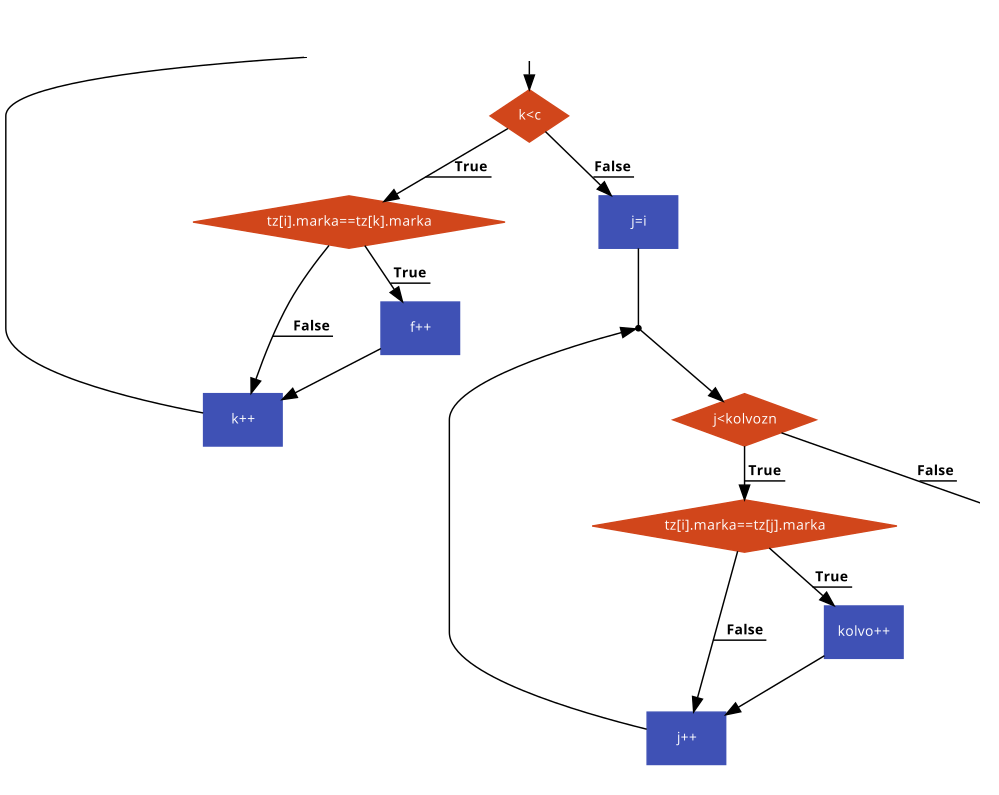 k<c
True
False
tz[i].marka==tz[k].marka
j=i
True
False
f++
k++
j<kolvozn
True
False
tz[i].marka==tz[j].marka
True
False
kolvo++
j++